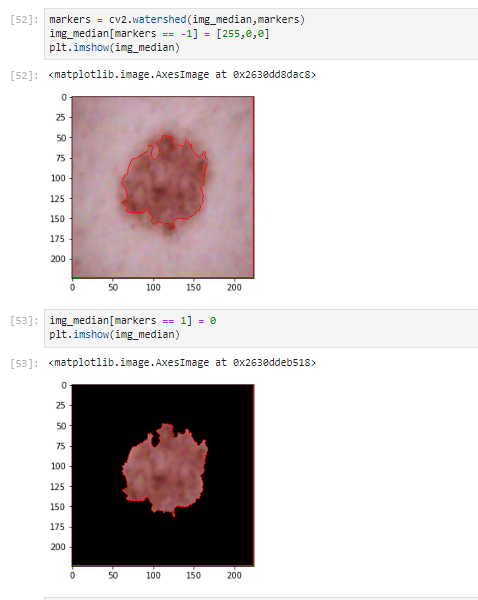 [52]: markers = cv2.watershed(img_median,markers)
img_median[markers == -1] = [255,0,0]
plt.imshow(img_median)
[52]: <matplotlib.image.AxesImage at 0x2630dd8dac8>
0
25
50
75
100
125
150
175
200
0 50 100 150 200
[53]: img_median[markers == 1] = 0
plt.imshow(img_median)
[53]: <matplotlib.image.AxesImage at 0x2630ddeb518>
0
25
50
75
100
125
150
175
200
0 50 100 150 200